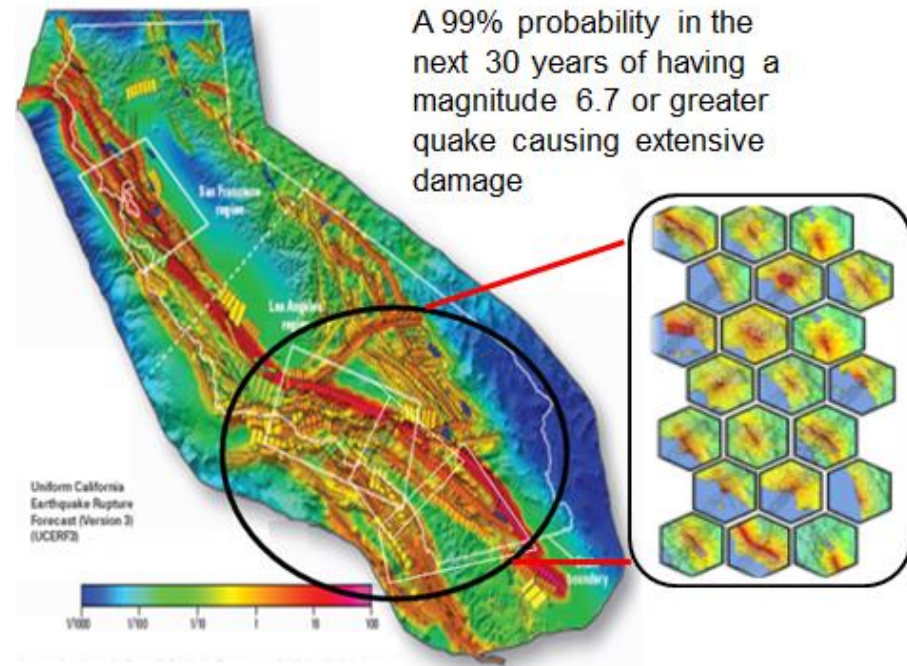 A 99% probability in the
next 30 years of having a
magnitude 6.7 or greater
quake causing extensive
damage
San Francisco
region
Los Angeles
region
Uniform California
Earthquake Rupture
Forecast (Version 3)
(UCERF3)
boundary
1/1000 1/100 1/10 1 10 100